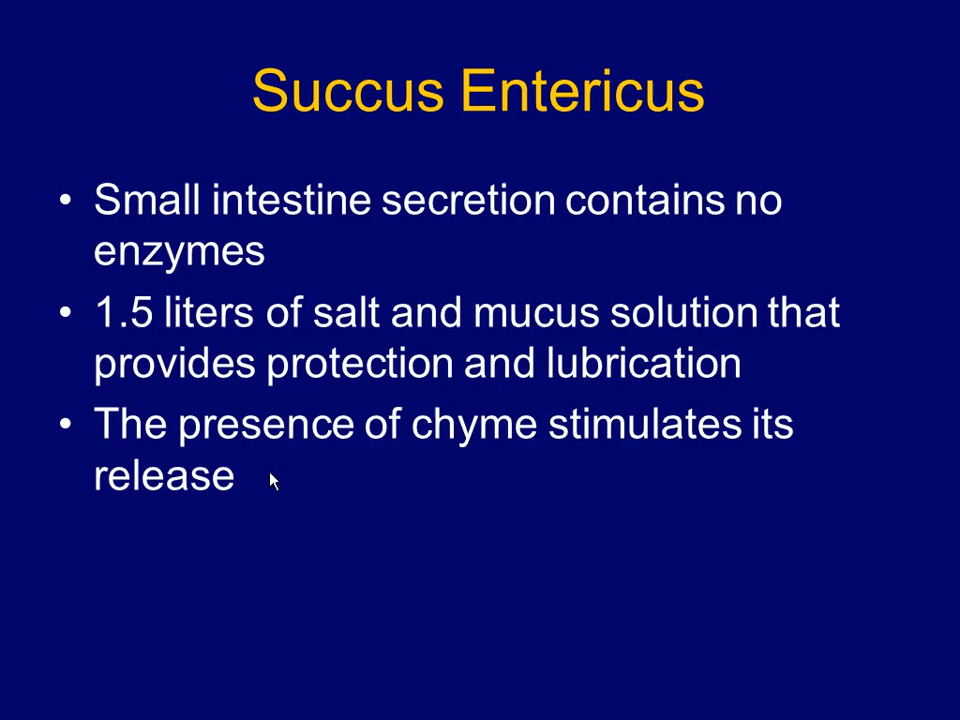 Succus Entericus
• Small intestine secretion contains no
enzymes
• 1.5 liters of salt and mucus solution that
provides protection and lubrication
• The presence of chyme stimulates its
release